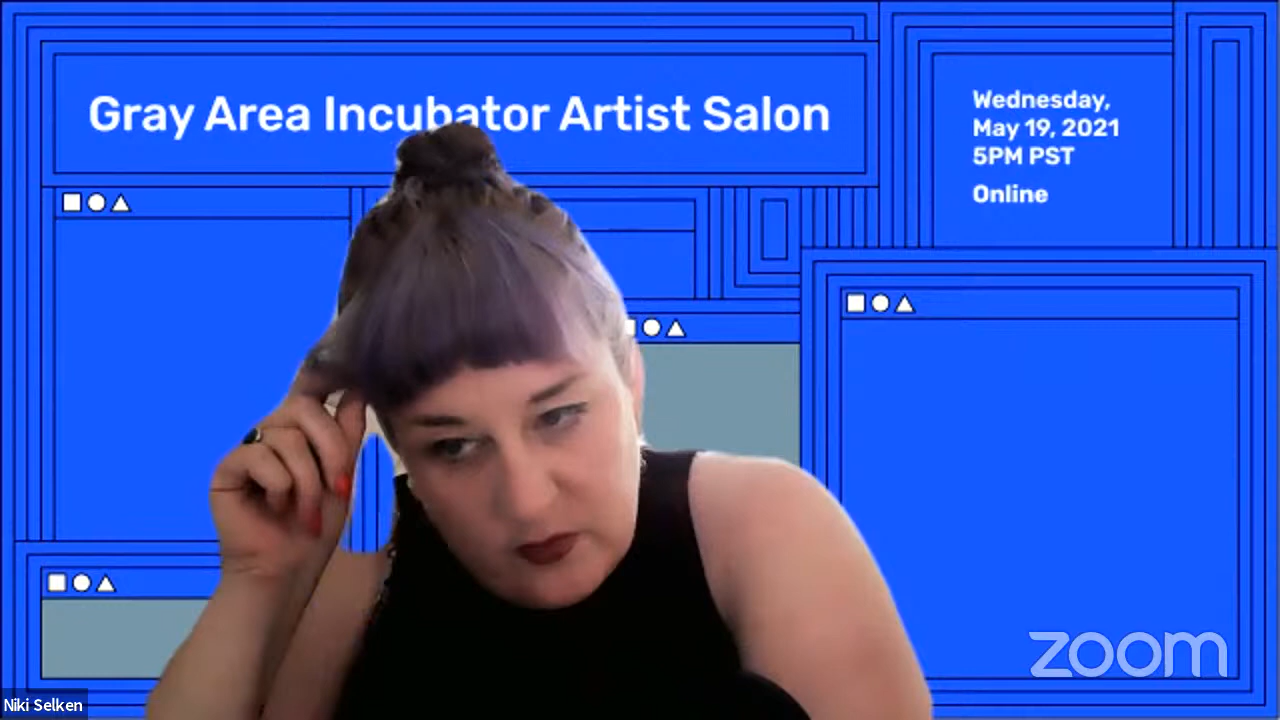 Gray Area Incubator Artist Salon
Wednesday,
May 19, 2021
5PM PST
Online
zoom
Niki Selken